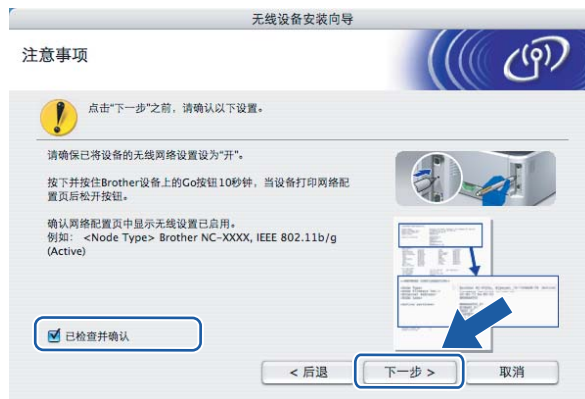 无线设备安装向导
注意事项
点击“下一步”之前，请确认以下设置。
请确保已将设备的无线网络设置设为“开”。
按下并按住Brother设备上的Go按钮10秒钟，当设备打印网络配
置页后松开按钮。
确认网络配置页中显示无线设置已启用。
例如： <Node Type> Brother NC-XXXX, IEEE 802.11b/g
(Active)
已检查并确认
< 后退
下一步 >
取消